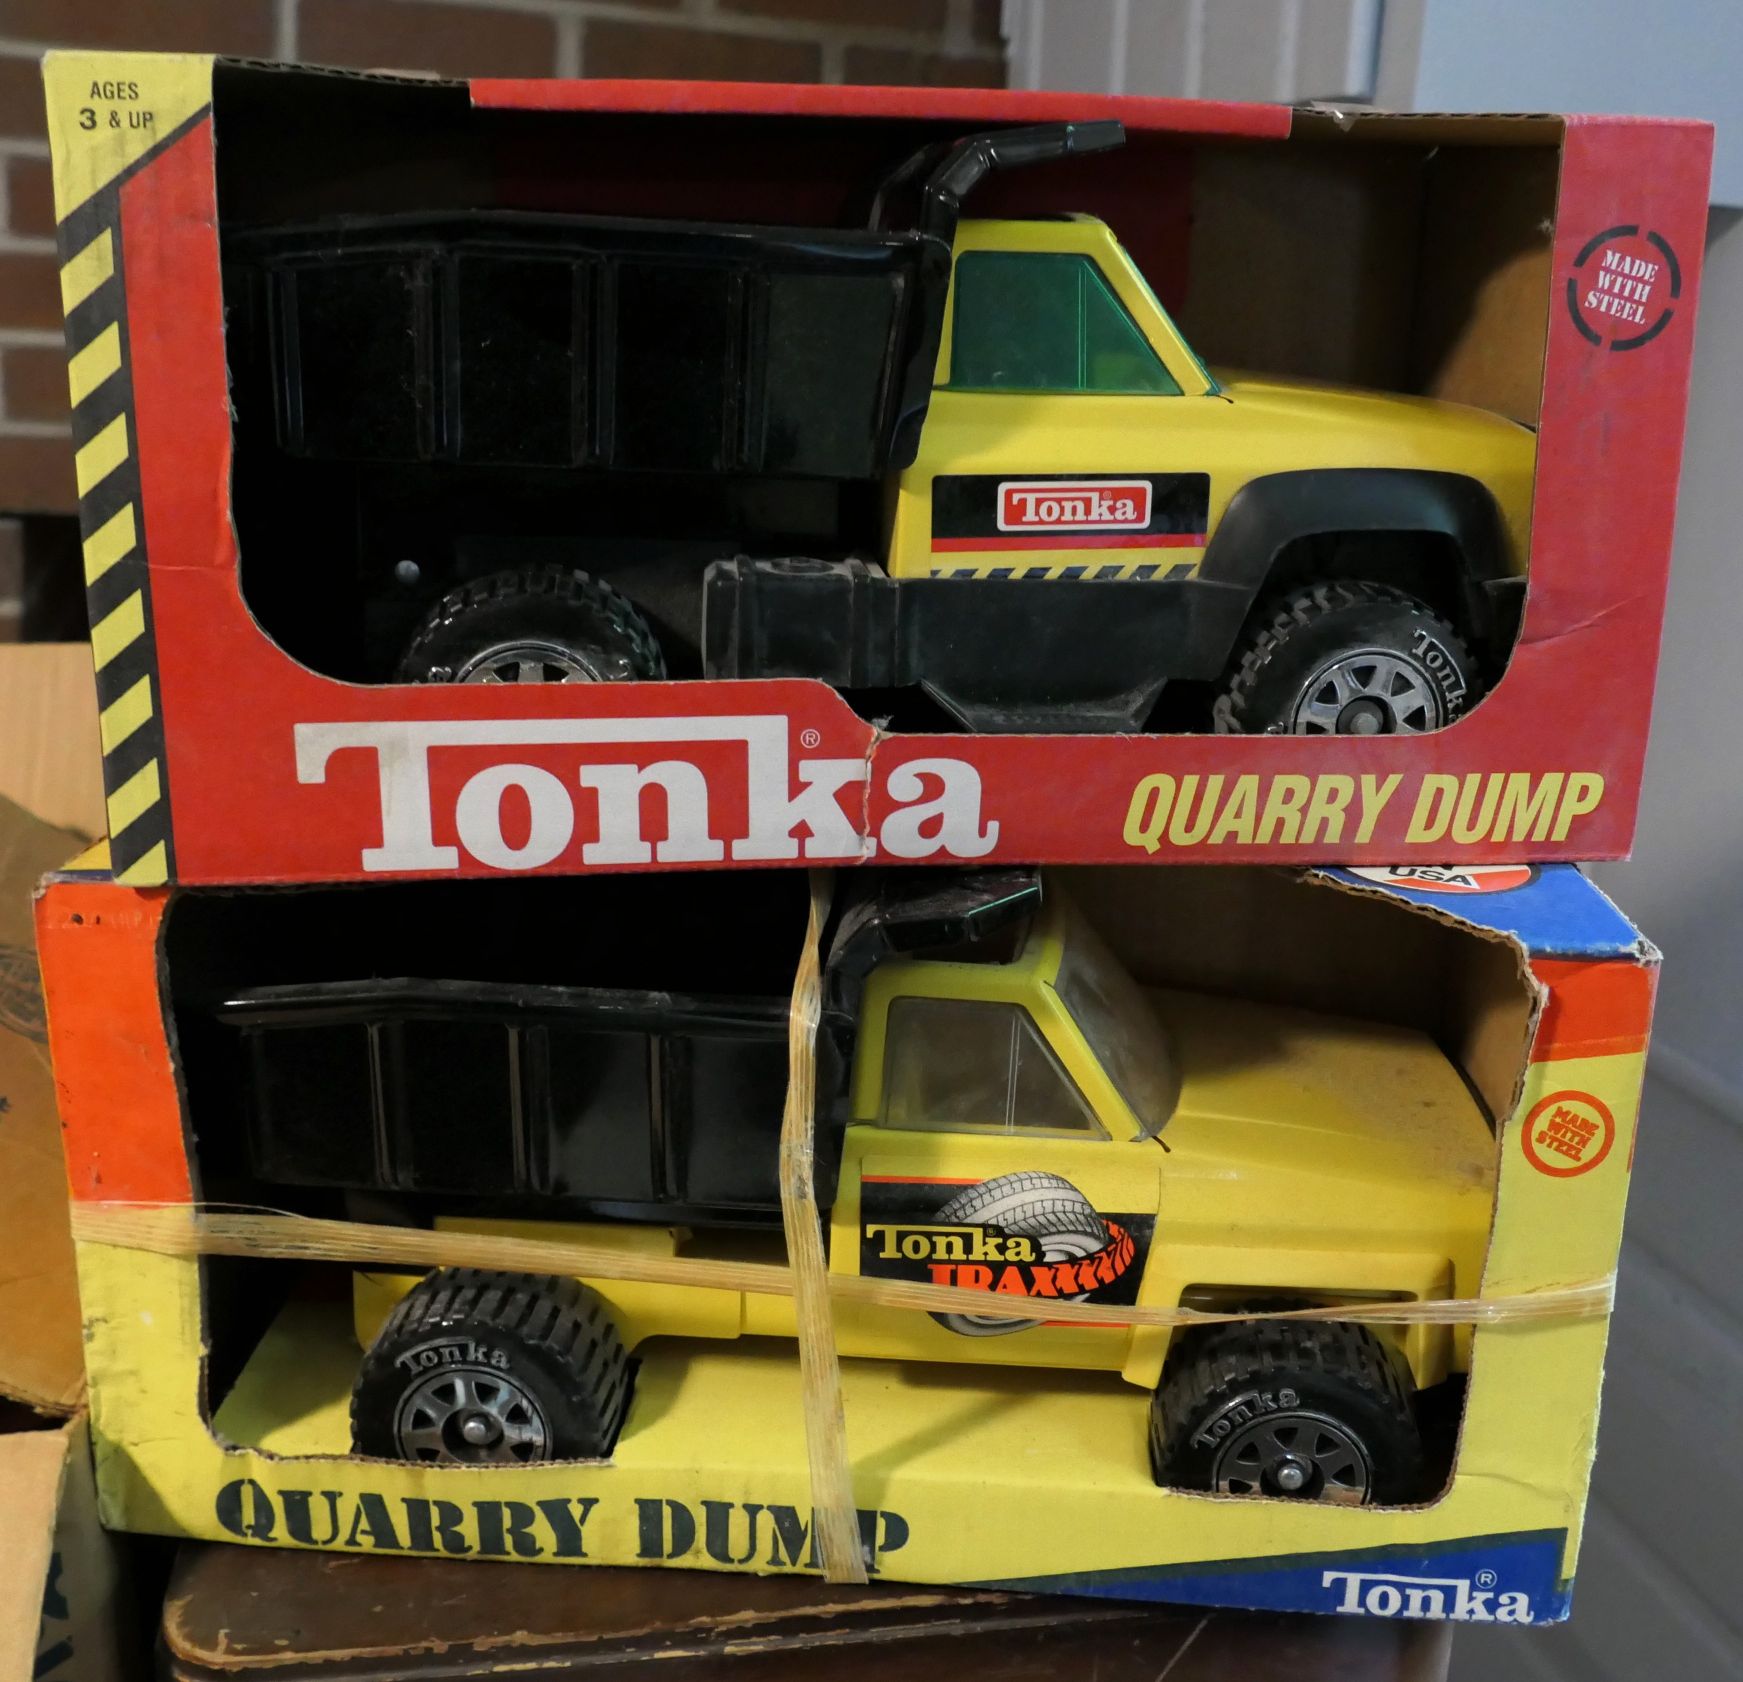 AGES
3 & UP
MADE
WITH
STEEL
Tonka®
Tonka
Tonka®
QUARRY DUMP
USA
MADE
WITH
STEEL
Tonka®
TRAXXXX
Tonka
Tonka
QUARRY DUMP
Tonka®